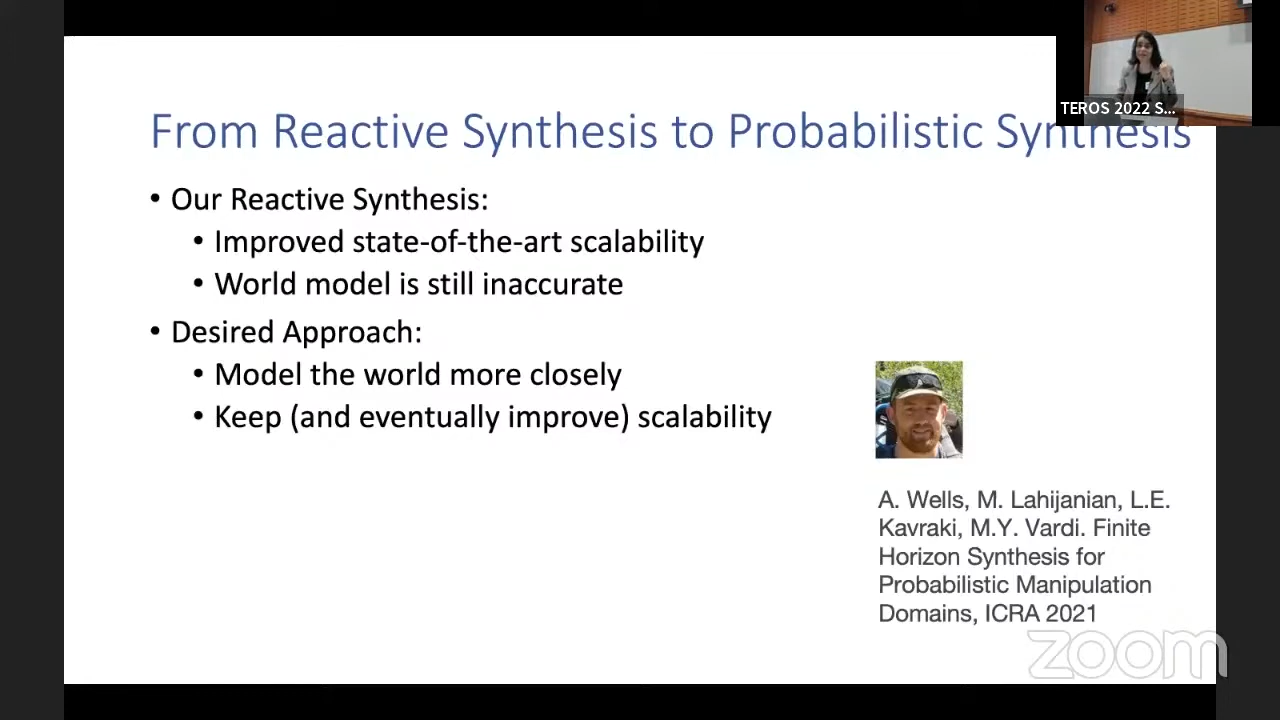 TEROS 2022 S...
From Reactive Synthesis to Probabilistic Synthesis
• Our Reactive Synthesis:
• Improved state-of-the-art scalability
• World model is still inaccurate
• Desired Approach:
• Model the world more closely
• Keep (and eventually improve) scalability
A. Wells, M. Lahijanian, L.E.
Kavraki, M.Y. Vardi. Finite
Horizon Synthesis for
Probabilistic Manipulation
Domains, ICRA 2021
zoom